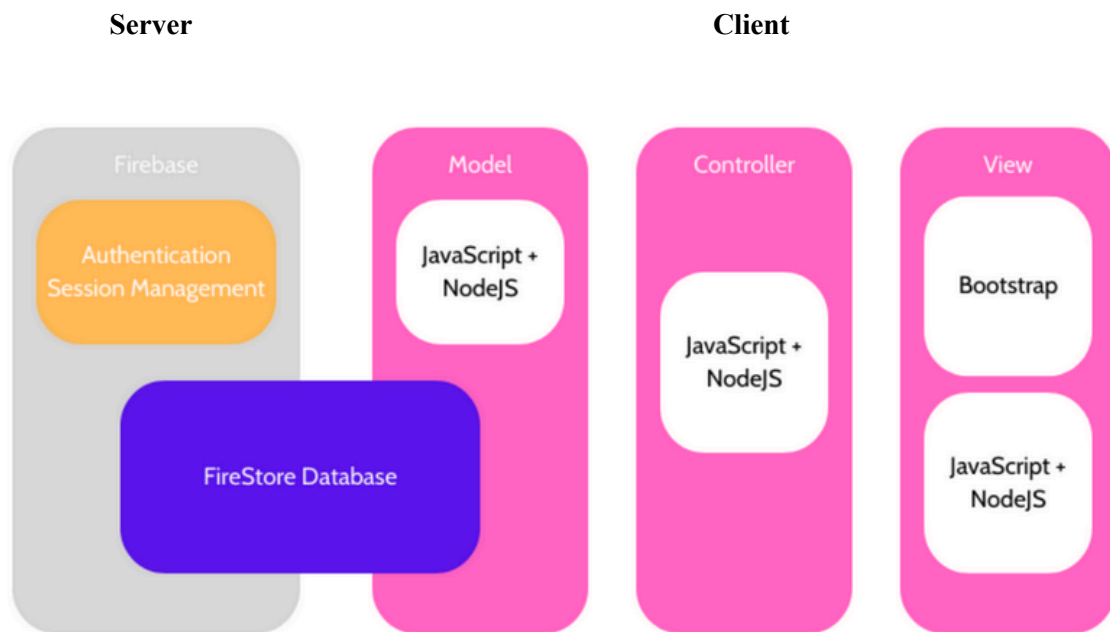 Server
Client
Firebase
Authentication
Session Management
FireStore Database
Model
JavaScript +
NodeJS
Controller
JavaScript +
NodeJS
View
Bootstrap
JavaScript +
NodeJS